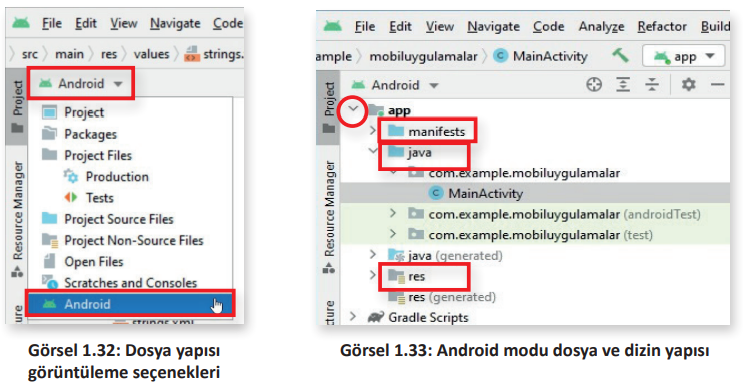 File Edit View Navigate Code
src main res values strings.
Project
Android
Project
Packages
Project Files
Production
Tests
Project Source Files
Project Non-Source Files
Open Files
Scratches and Consoles
Android
strings.xml
Resource Manager
Görsel 1.32: Dosya yapısı
görüntüleme seçenekleri
File Edit View Navigate Code Analyze Refactor Build
ample mobiluygulamalar MainActivity app
Project
Android
app
manifests
java
com.example.mobiluygulamalar
MainActivity
com.example.mobiluygulamalar (androidTest)
com.example.mobiluygulamalar (test)
java (generated)
res
res (generated)
Gradle Scripts
Resource Manager
Görsel 1.33: Android modu dosya ve dizin yapısı